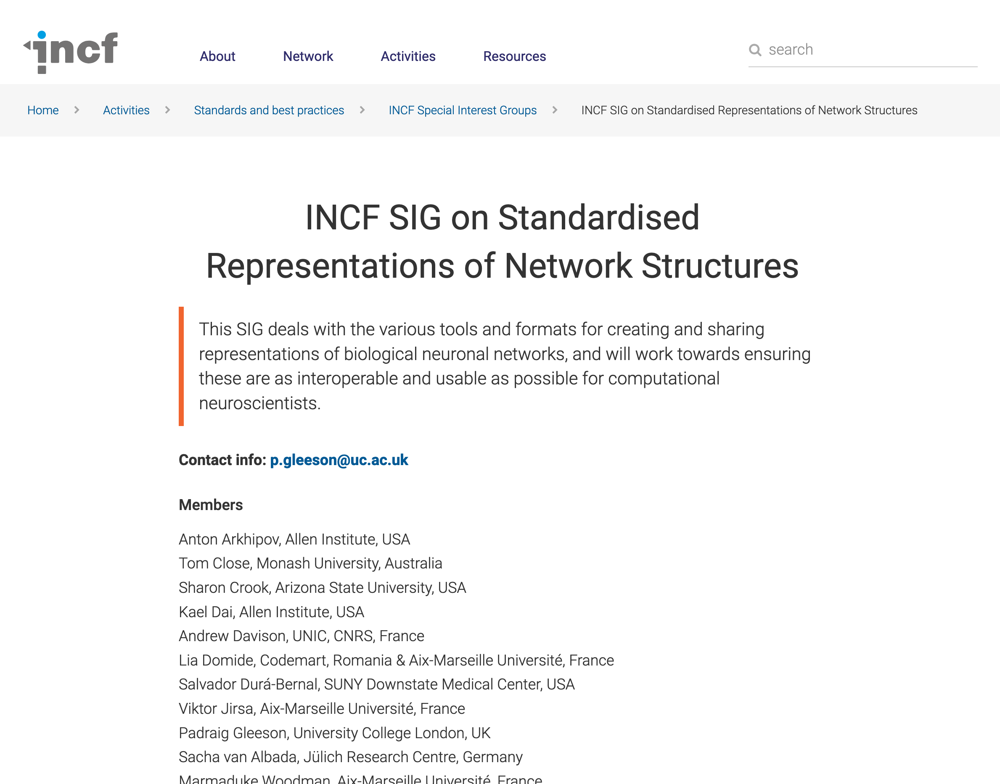 incf
About Network Activities Resources search
Home Activities Standards and best practices INCF Special Interest Groups INCF SIG on Standardised Representations of Network Structures
INCF SIG on Standardised
Representations of Network Structures
This SIG deals with the various tools and formats for creating and sharing
representations of biological neuronal networks, and will work towards ensuring
these are as interoperable and usable as possible for computational
neuroscientists.
Contact info: p.gleeson@uc.ac.uk
Members
Anton Arkhipov, Allen Institute, USA
Tom Close, Monash University, Australia
Sharon Crook, Arizona State University, USA
Kael Dai, Allen Institute, USA
Andrew Davison, UNIC, CNRS, France
Lia Domide, Codemart, Romania & Aix-Marseille Université, France
Salvador Durá-Bernal, SUNY Downstate Medical Center, USA
Viktor Jirsa, Aix-Marseille Université, France
Padraig Gleeson, University College London, UK
Sacha van Albada, Jülich Research Centre, Germany
Marmaduke Woodman, Aix-Marseille Université, France